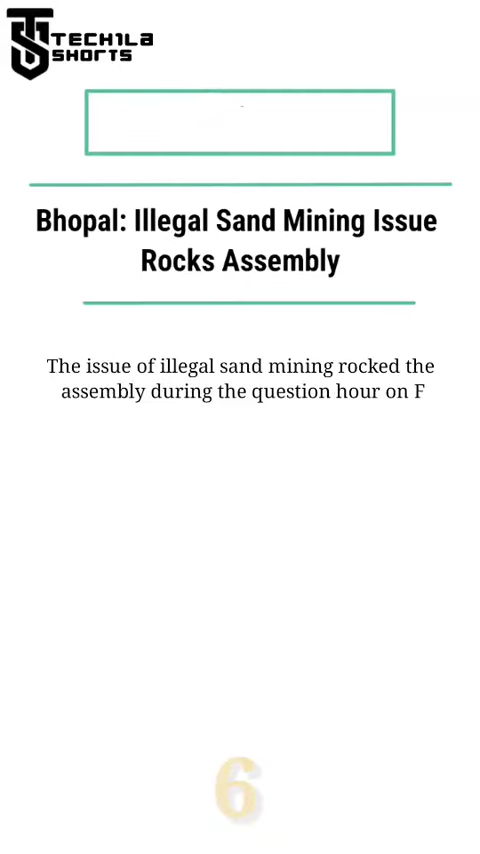 TECH1LA
SHORTS
Bhopal: Illegal Sand Mining Issue
Rocks Assembly
The issue of illegal sand mining rocked the
assembly during the question hour on F
6